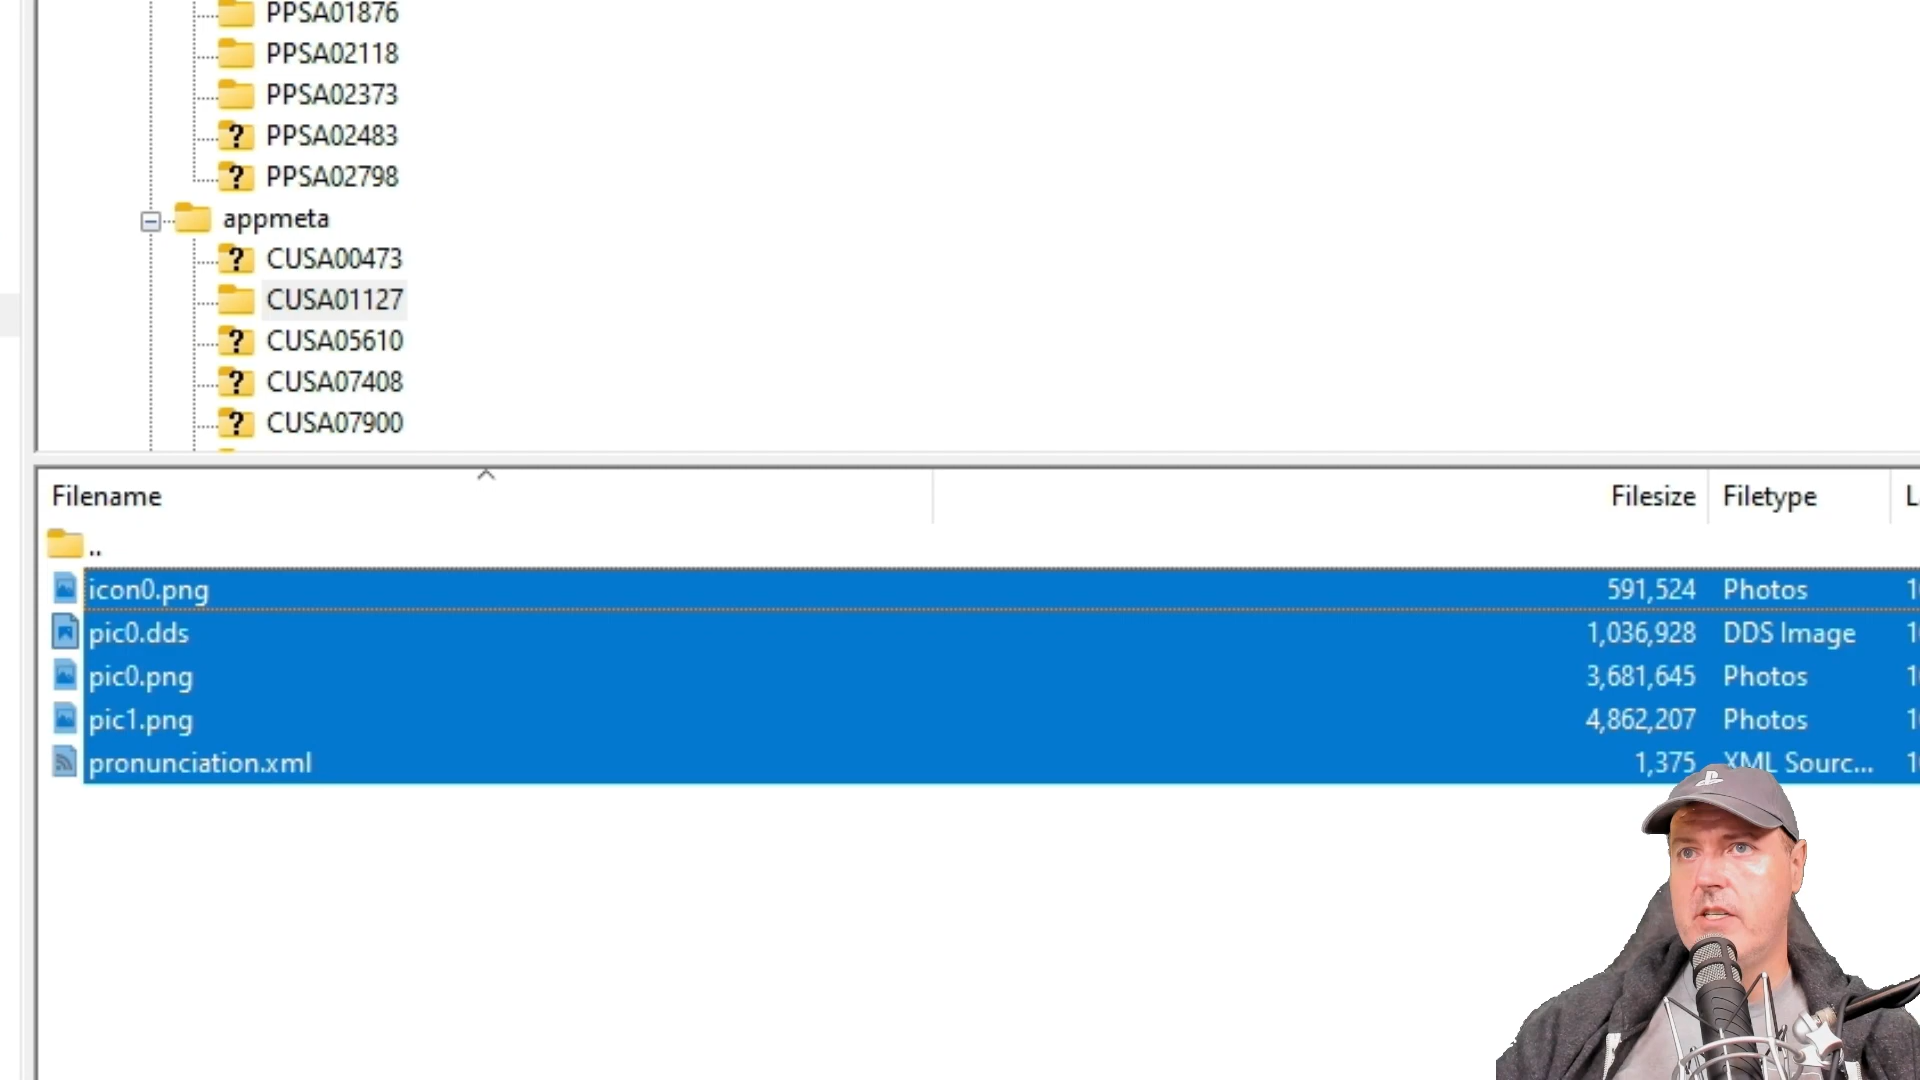 PPSA01876
PPSA02118
PPSA02373
PPSA02483
PPSA02798
appmeta
CUSA00473
CUSA01127
CUSA05610
CUSA07408
CUSA07900
Filename Filesize Filetype
..
icon0.png 591,524 Photos
pic0.dds 1,036,928 DDS Image
pic0.png 3,681,645 Photos
pic1.png 4,862,207 Photos
pronunciation.xml 1,375 XML Sourc...